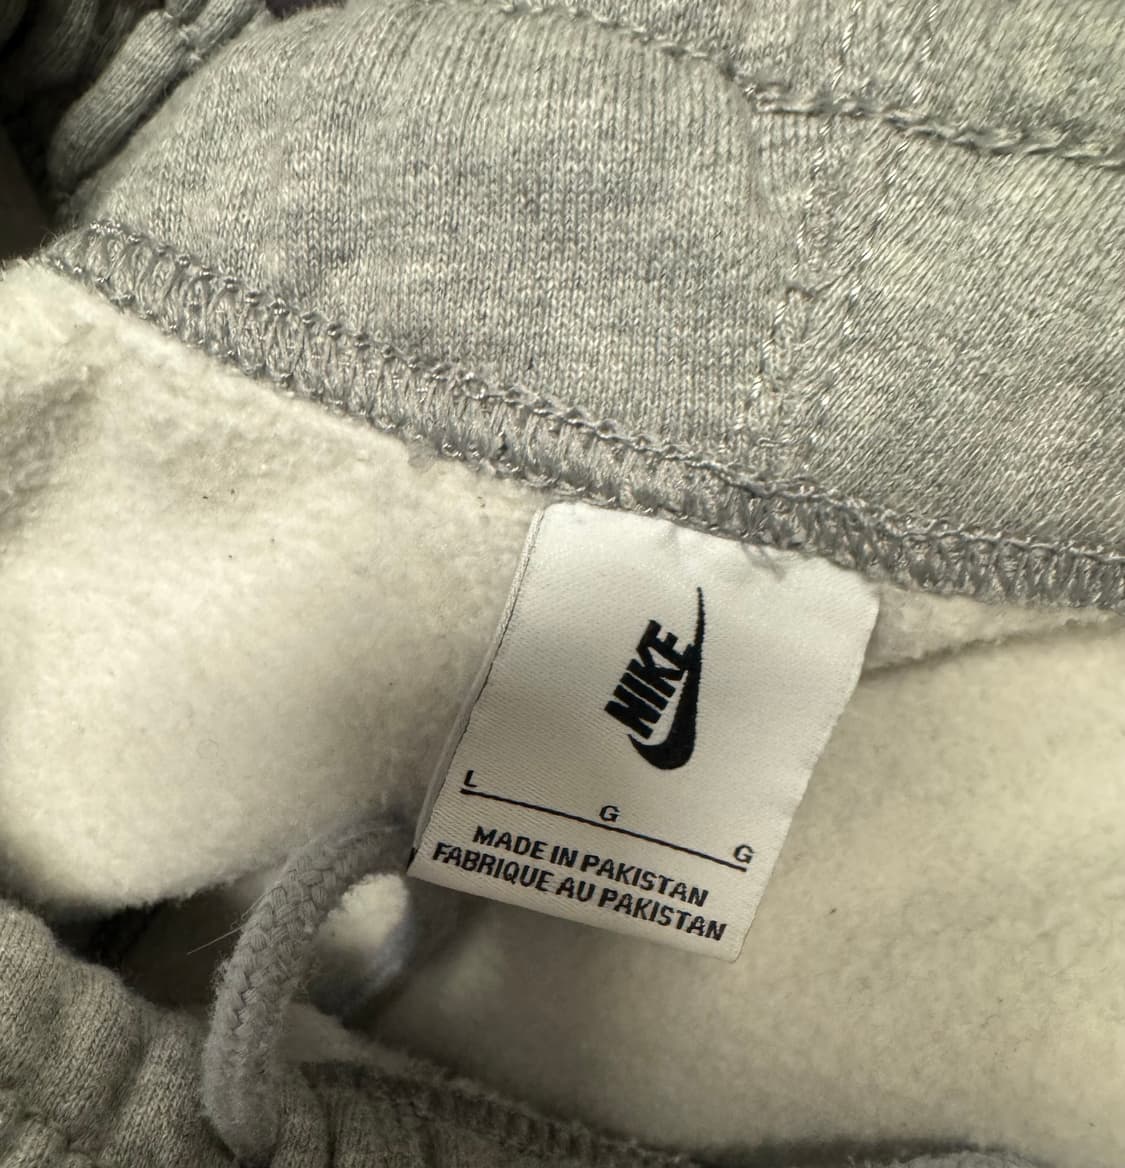 NIKE
L G G
MADE IN PAKISTAN
FABRIQUE AU PAKISTAN